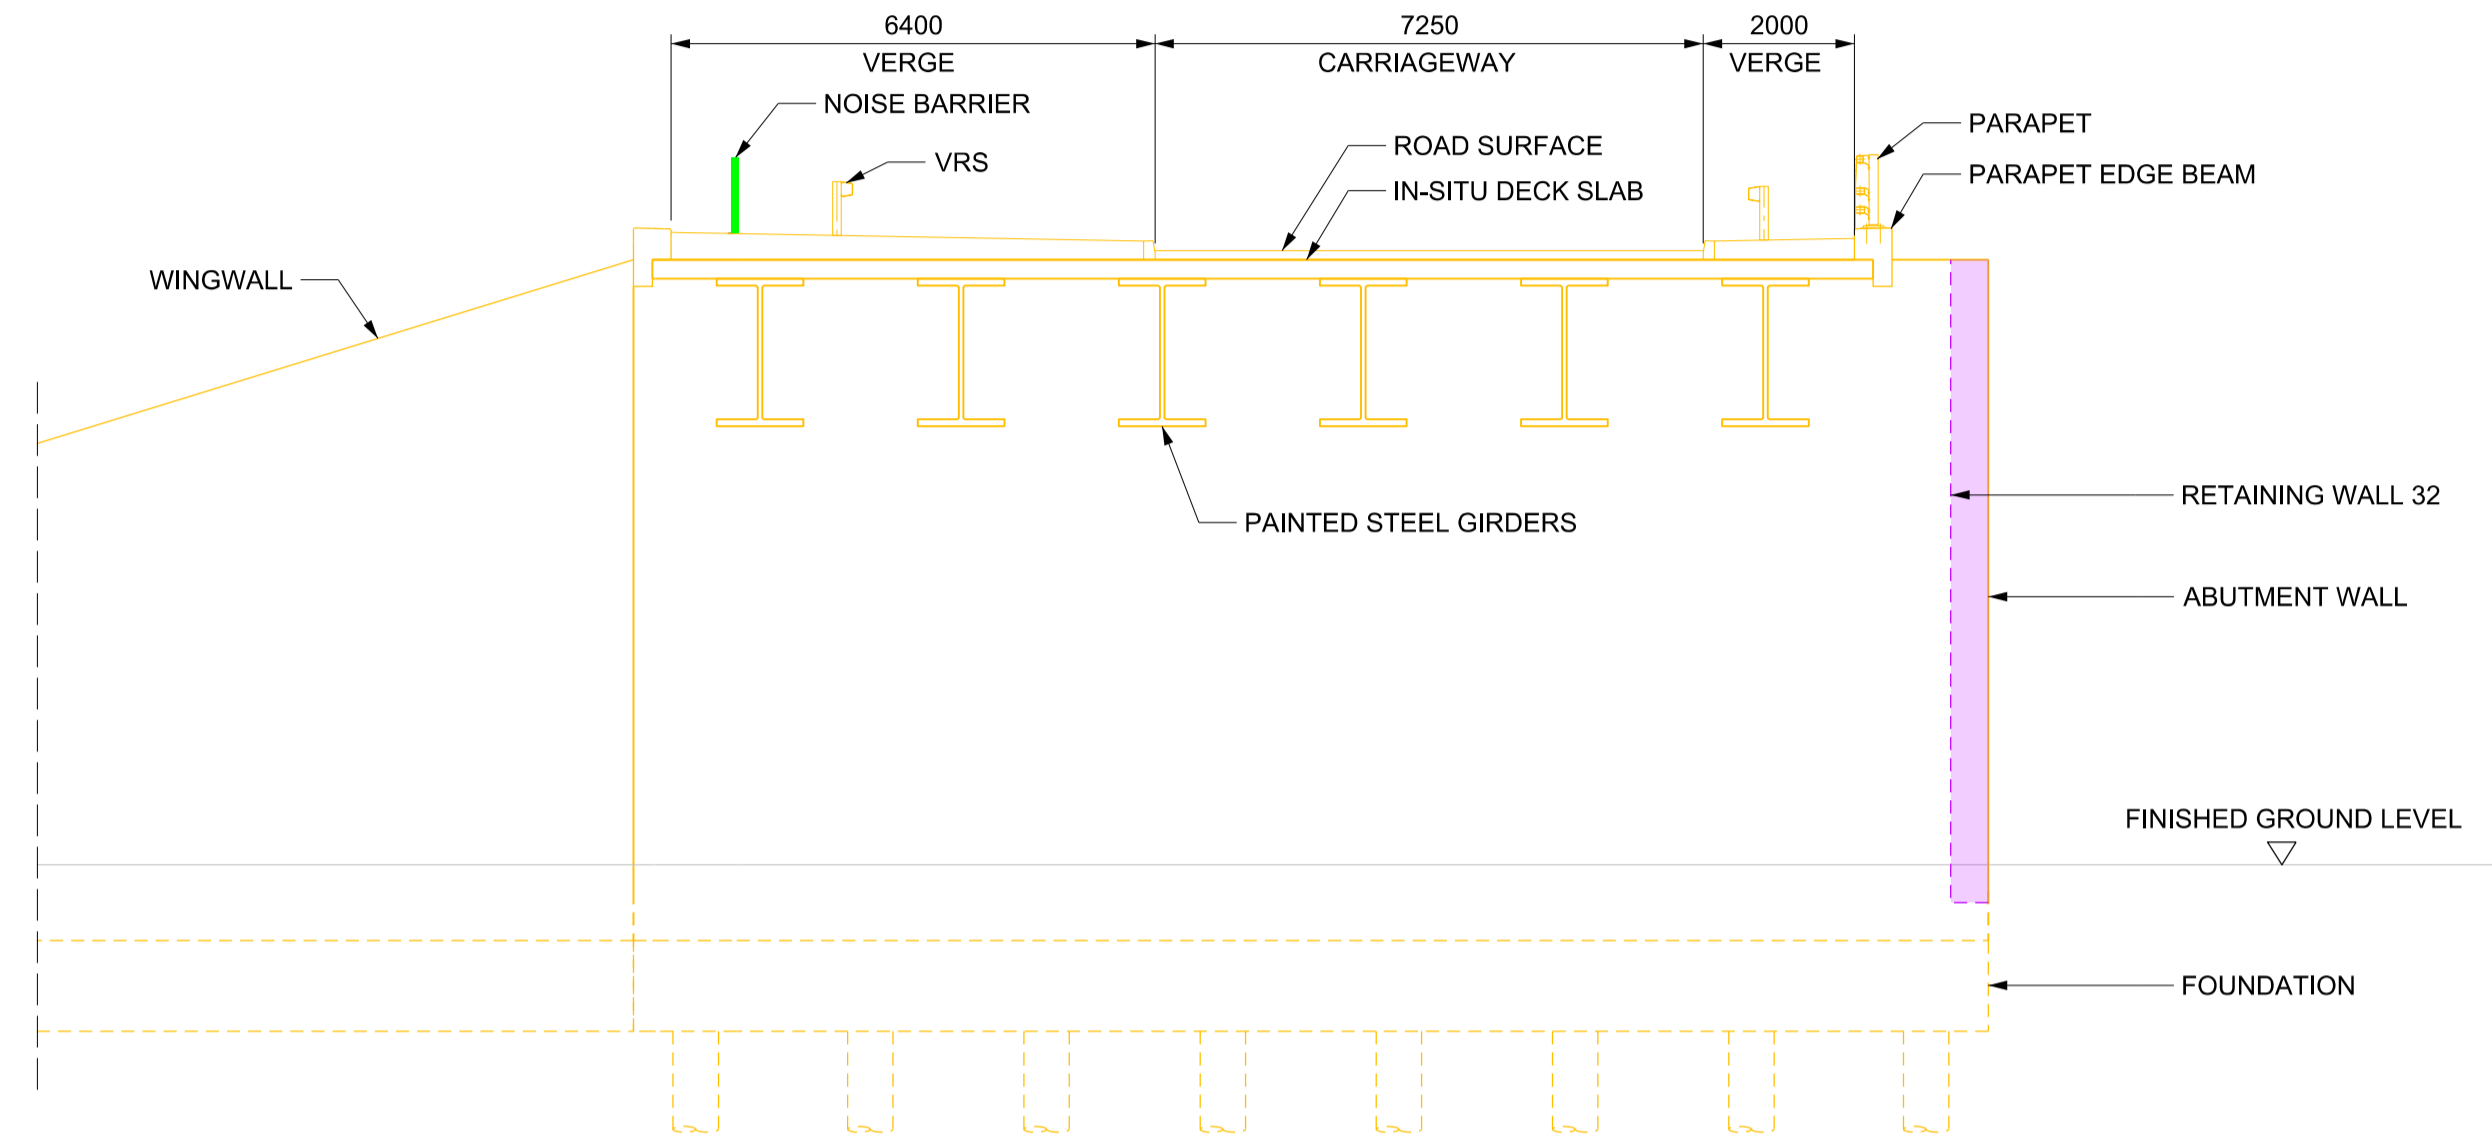 6400
7250
2000
VERGE
CARRIAGEWAY
VERGE
NOISE BARRIER
PARAPET
ROAD SURFACE
VRS
PARAPET EDGE BEAM
IN-SITU DECK SLAB
WINGWALL
RETAINING WALL 32
PAINTED STEEL GIRDERS
ABUTMENT WALL
FINISHED GROUND LEVEL
FOUNDATION